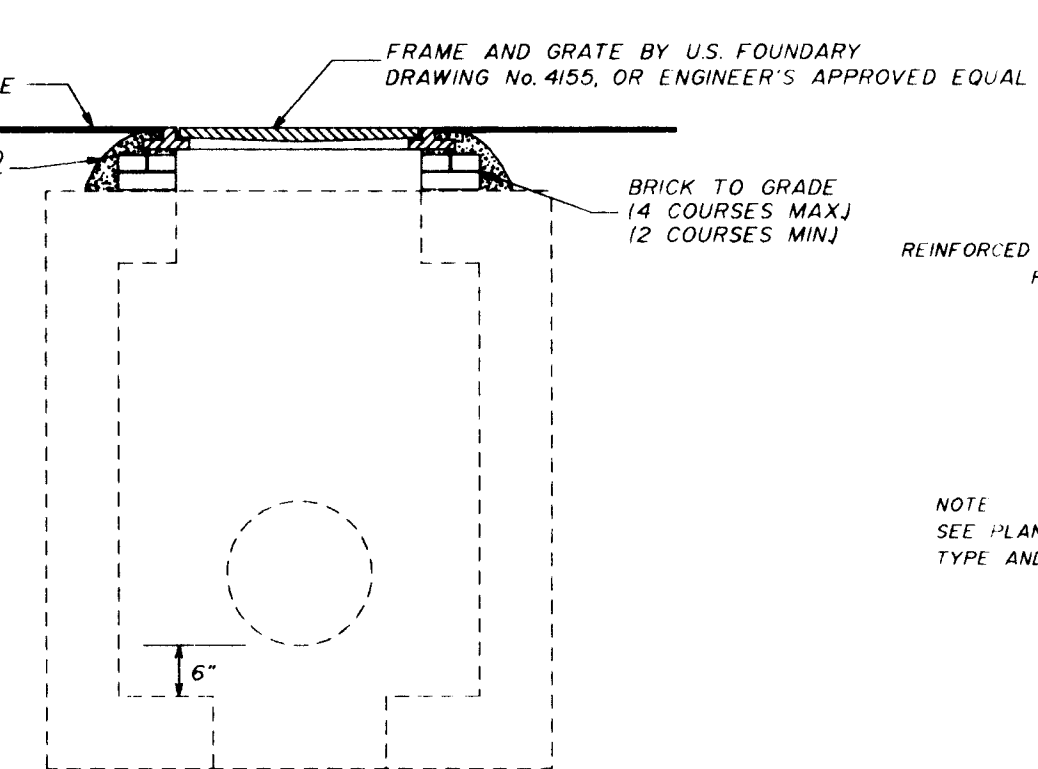 FRAME AND GRATE BY U.S. FOUNDARY
DRAWING No. 4155, OR ENGINEER'S APPROVED EQUAL
E
BRICK TO GRADE
(4 COURSES MAX.)
(2 COURSES MIN.)
REINFORCED
6"
NOTE
SEE PLAN
TYPE AND